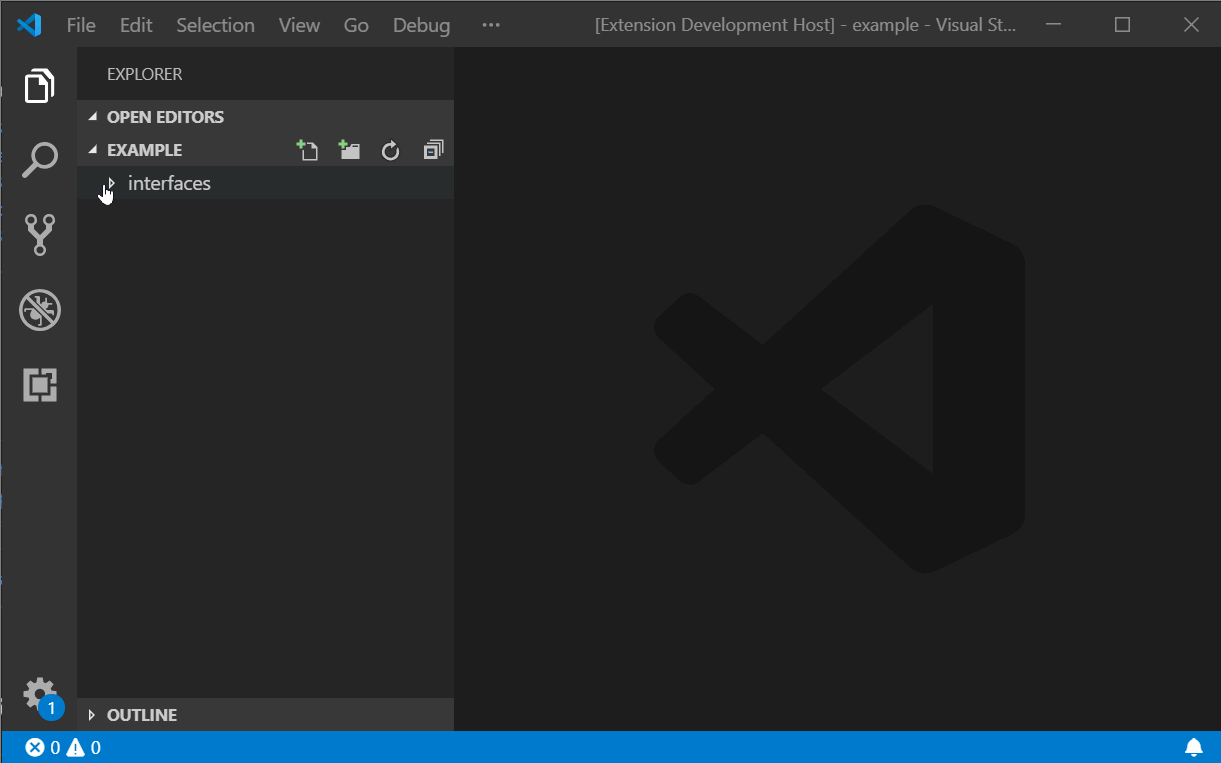 File Edit Selection View Go Debug ··· [Extension Development Host] - example - Visual St...
EXPLORER
OPEN EDITORS
EXAMPLE
interfaces
OUTLINE
1
0 0